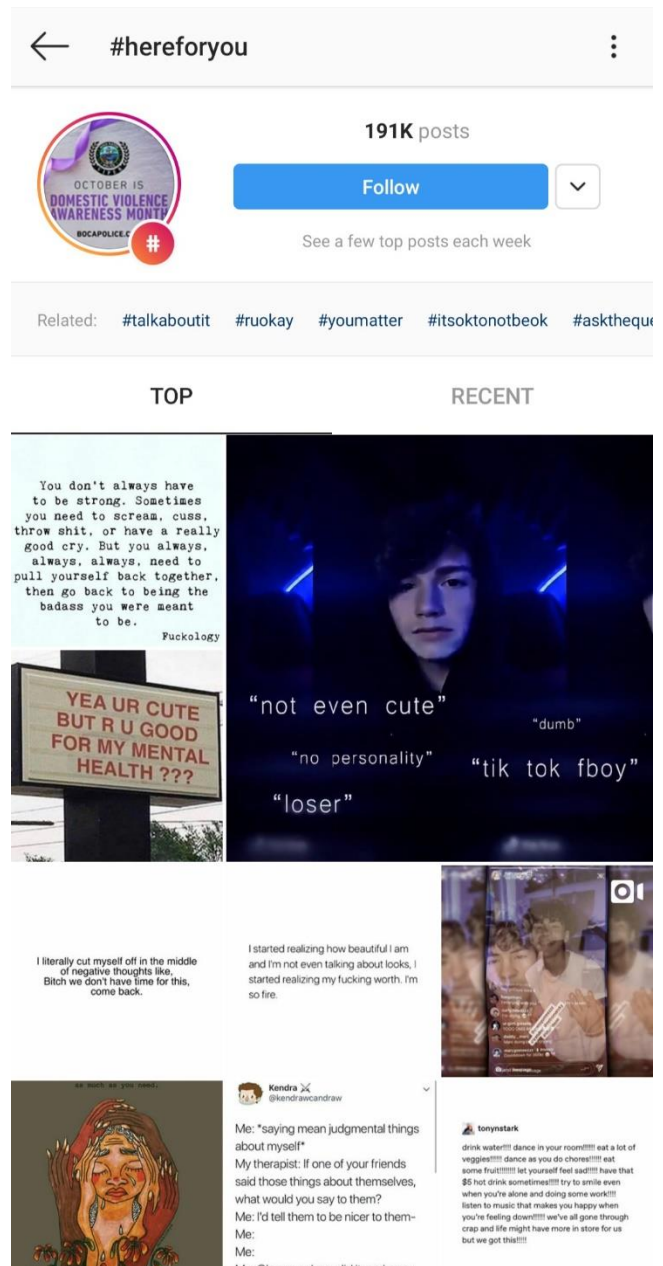 #hereforyou
191K posts
OCTOBER IS
DOMESTIC VIOLENCE
AWARENESS MONTH
BOCAPOLICE.C
#
Follow
See a few top posts each week
Related: #talkaboutit #ruokay #youmatter #itsoktonotbeok #askthequ
TOP RECENT
You don't always have
to be strong. Sometimes
you need to scream, cuss,
throw shit, or have a really
good cry. But you always,
always, always, need to
pull yourself back together,
then go back to being the
badass you were meant
to be.
Fuckology
"not even cute"
"dumb"
"no personality"
"tik tok fboy"
"loser"
YEA UR CUTE
BUT R U GOOD
FOR MY MENTAL
HEALTH ???
I literally cut myself off in the middle
of negative thoughts like,
Bitch we don't have time for this,
come back.
I started realizing how beautiful I am
and I'm not even talking about looks, I
started realizing my fucking worth. I'm
so fire.
as much as you need.
Kendra
@kendrawcandraw
Me: *saying mean judgmental things
about myself*
My therapist: If one of your friends
said those things about themselves,
what would you say to them?
Me: I'd tell them to be nicer to them-
Me:
Me:
tonynstark
drink water!!!! dance in your room!!!!! eat a lot of
veggies!!!!!! dance as you do chores!!!!!! eat
some fruit!!!!!!!! let yourself feel sad!!!!! have that
$6 hot drink sometimes!!!!! try to smile even
when you're alone and doing some work!!!!
listen to music that makes you happy when
you're feeling down!!!!!! we've all gone through
crap and life might have more in store for us
but we got this!!!!!